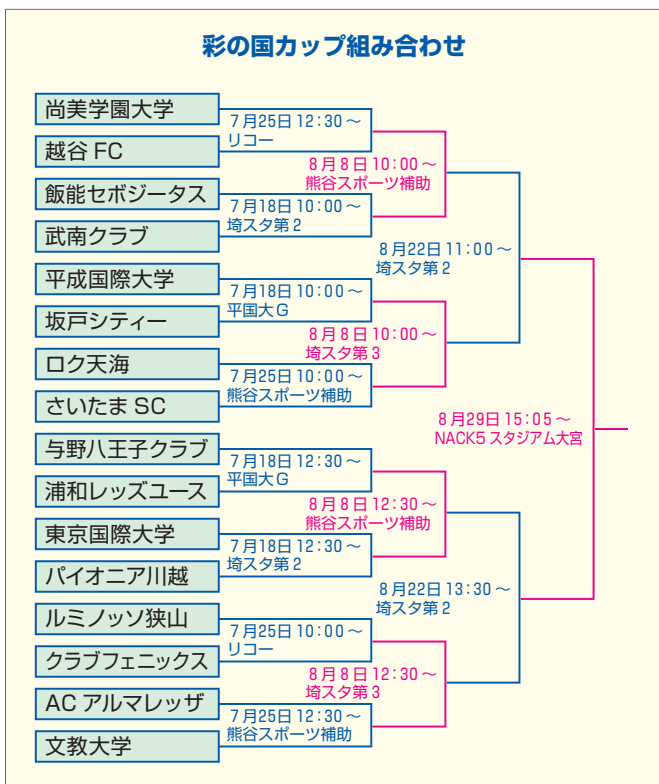 彩の国カップ組み合わせ
尚美学園大学
越谷 FC
飯能セボジータス
武南クラブ
平成国際大学
坂戸シティー
ロク天海
さいたま SC
与野八王子クラブ
浦和レッズユース
東京国際大学
パイオニア川越
ルミノッソ狭山
クラブフェニックス
AC アルマレッザ
文教大学
7月25日 12:30～
リコー
7月18日 10:00～
埼スタ第2
7月18日 10:00～
平国大G
7月25日 10:00～
熊谷スポーツ補助
7月18日 12:30～
平国大G
7月18日 12:30～
埼スタ第2
7月25日 10:00～
リコー
7月25日 12:30～
熊谷スポーツ補助
8月8日 10:00～
熊谷スポーツ補助
8月8日 10:00～
埼スタ第3
8月8日 12:30～
熊谷スポーツ補助
8月8日 12:30～
埼スタ第3
8月22日 11:00～
埼スタ第2
8月22日 13:30～
埼スタ第2
8月29日 15:05～
NACK5 スタジアム大宮